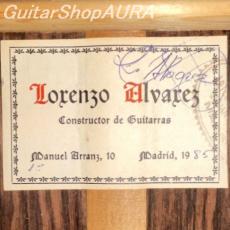 GuitarShopAURA
Lorenzo Alvarez
Constructor de Guitarras
Manuel Arranz, 10 Madrid, 1985